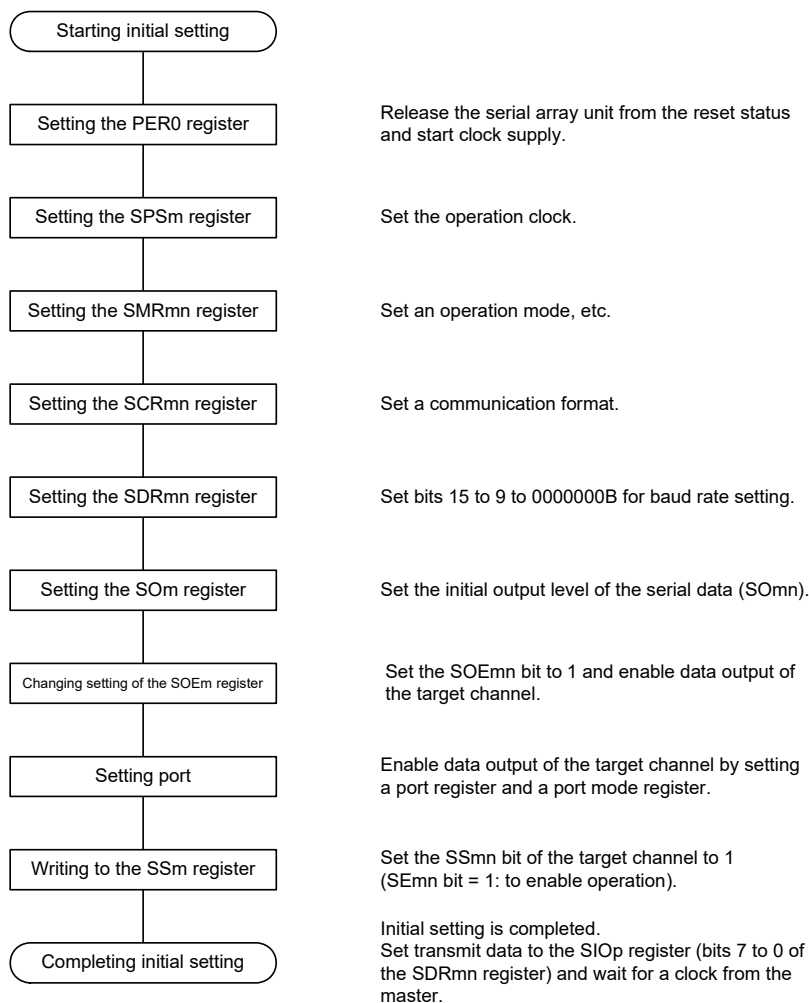 Starting initial setting
Setting the PER0 register
Release the serial array unit from the reset status
and start clock supply.
Setting the SPSm register
Set the operation clock.
Setting the SMRmn register
Set an operation mode, etc.
Setting the SCRmn register
Set a communication format.
Setting the SDRmn register
Set bits 15 to 9 to 0000000B for baud rate setting.
Setting the SOm register
Set the initial output level of the serial data (SOmn).
Changing setting of the SOEm register
Set the SOEmn bit to 1 and enable data output of
the target channel.
Setting port
Enable data output of the target channel by setting
a port register and a port mode register.
Writing to the SSm register
Set the SSmn bit of the target channel to 1
(SEmn bit = 1: to enable operation).
Completing initial setting
Initial setting is completed.
Set transmit data to the SIOp register (bits 7 to 0 of
the SDRmn register) and wait for a clock from the
master.